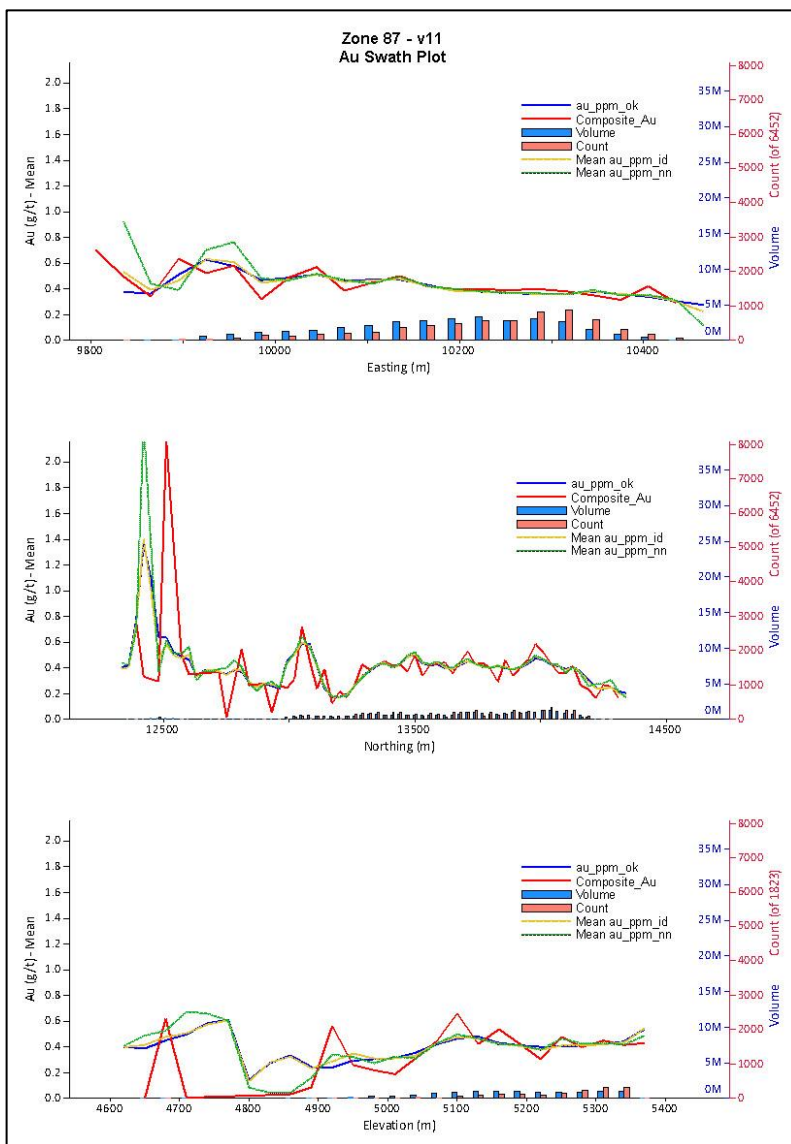 Zone 87 - v11
Au Swath Plot
Au (g/t) - Mean
2.0
1.8
1.6
1.4
1.2
1.0
0.8
0.6
0.4
0.2
0.0
9800
10000
10200
10400
Easting (m)
au_ppm_ok
Composite_Au
Volume
Count
Mean au_ppm_id
Mean au_ppm_nn
35M
30M
25M
20M
15M
10M
5M
0M
Volume
8000
7000
6000
5000
4000
3000
2000
1000
0
Count (of 6452)
Au (g/t) - Mean
2.0
1.8
1.6
1.4
1.2
1.0
0.8
0.6
0.4
0.2
0.0
12500
13000
13500
14000
14500
Northing (m)
au_ppm_ok
Composite_Au
Volume
Count
Mean au_ppm_id
Mean au_ppm_nn
35M
30M
25M
20M
15M
10M
5M
0M
Volume
8000
7000
6000
5000
4000
3000
2000
1000
0
Count (of 6452)
Au (g/t) - Mean
2.0
1.8
1.6
1.4
1.2
1.0
0.8
0.6
0.4
0.2
0.0
4600
4700
4800
4900
5000
5100
5200
5300
5400
Elevation (m)
au_ppm_ok
Composite_Au
Volume
Count
Mean au_ppm_id
Mean au_ppm_nn
35M
30M
25M
20M
15M
10M
5M
0M
Volume
8000
7000
6000
5000
4000
3000
2000
1000
0
Count (of 1823)